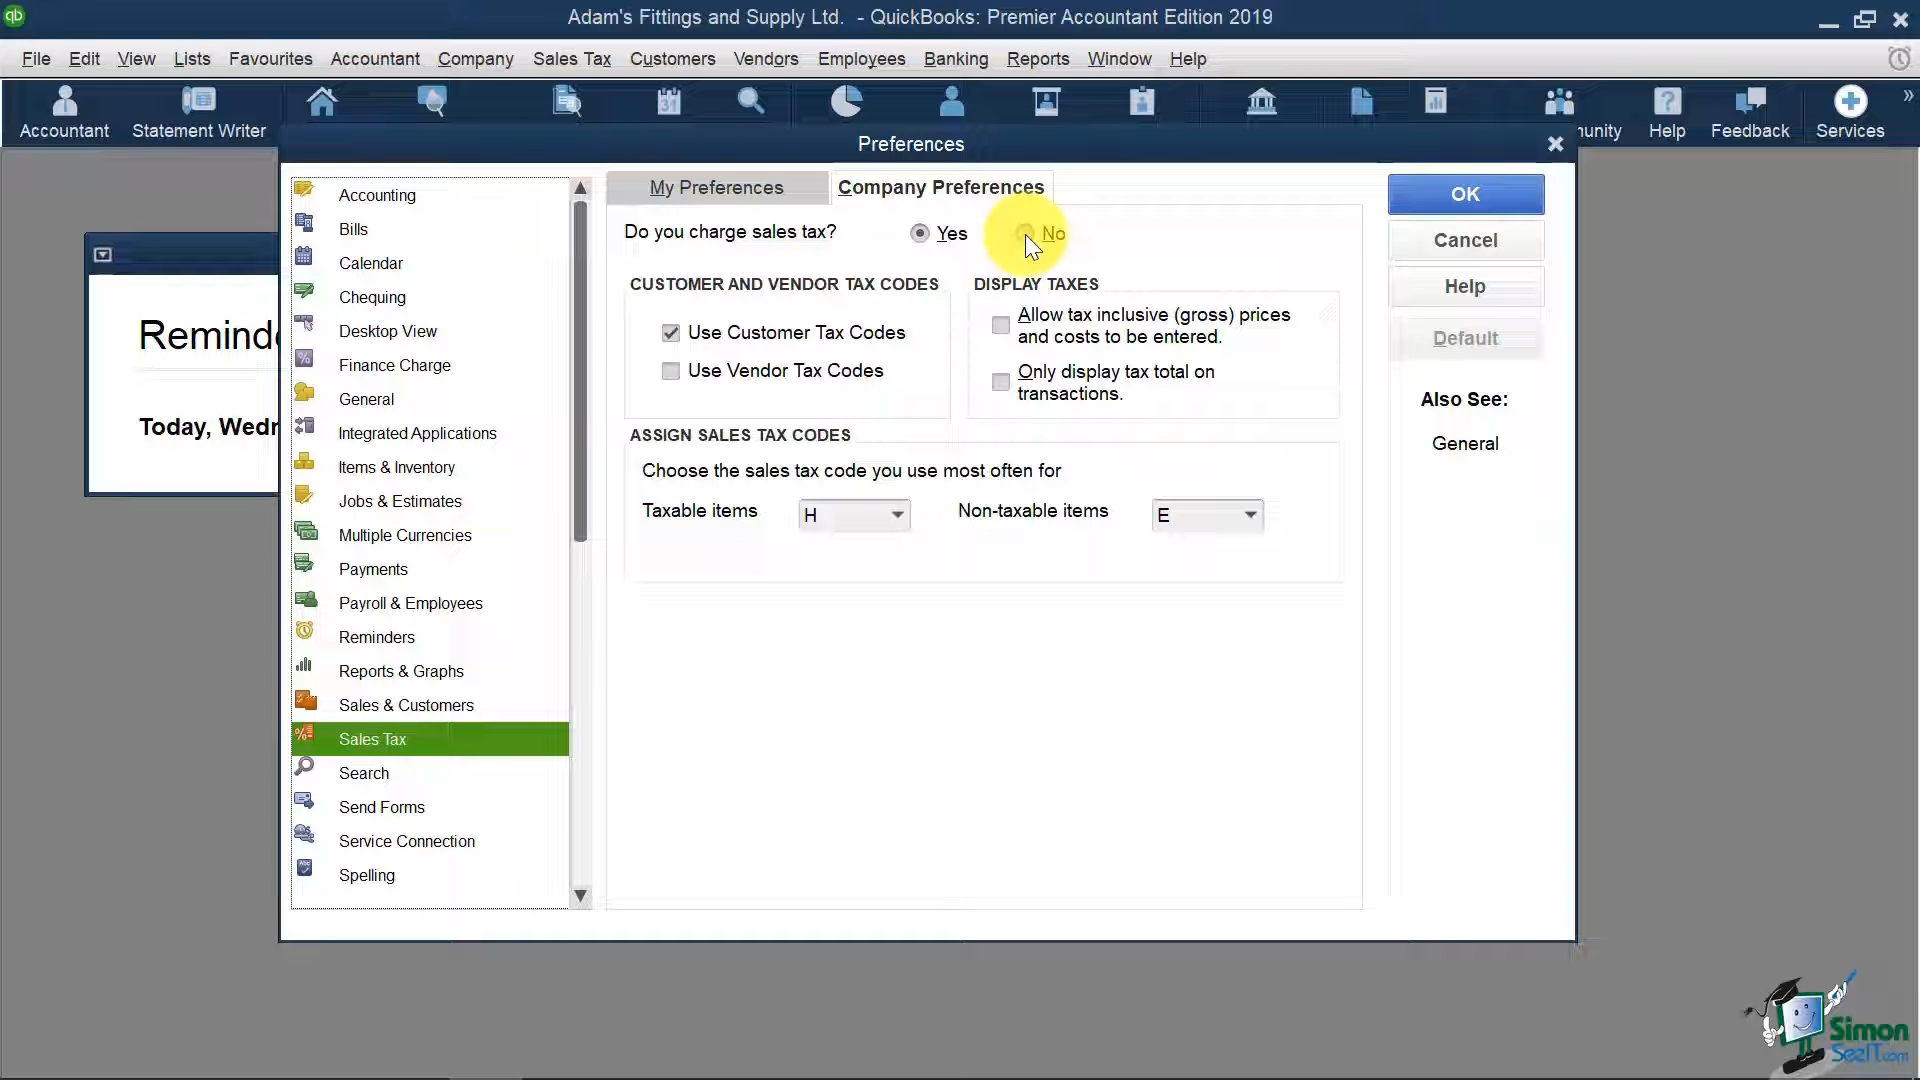 qb
Adam's Fittings and Supply Ltd. - QuickBooks: Premier Accountant Edition 2019
File Edit View Lists Favourites Accountant Company Sales Tax Customers Vendors Employees Banking Reports Window Help
31
Accountant Statement Writer nunity Help Feedback Services
Preferences
Accounting
Bills
Calendar
Chequing
Desktop View
Finance Charge
General
Integrated Applications
Items & Inventory
Jobs & Estimates
Multiple Currencies
Payments
Payroll & Employees
Reminders
Reports & Graphs
Sales & Customers
Sales Tax
Search
Send Forms
Service Connection
Spelling
My Preferences Company Preferences
Do you charge sales tax? Yes No
CUSTOMER AND VENDOR TAX CODES
Use Customer Tax Codes
Use Vendor Tax Codes
DISPLAY TAXES
Allow tax inclusive (gross) prices
and costs to be entered.
Only display tax total on
transactions.
ASSIGN SALES TAX CODES
Choose the sales tax code you use most often for
Taxable items H Non-taxable items E
OK
Cancel
Help
Default
Also See:
General
Reminde
Today, Wedn
Simon
SezIT.com